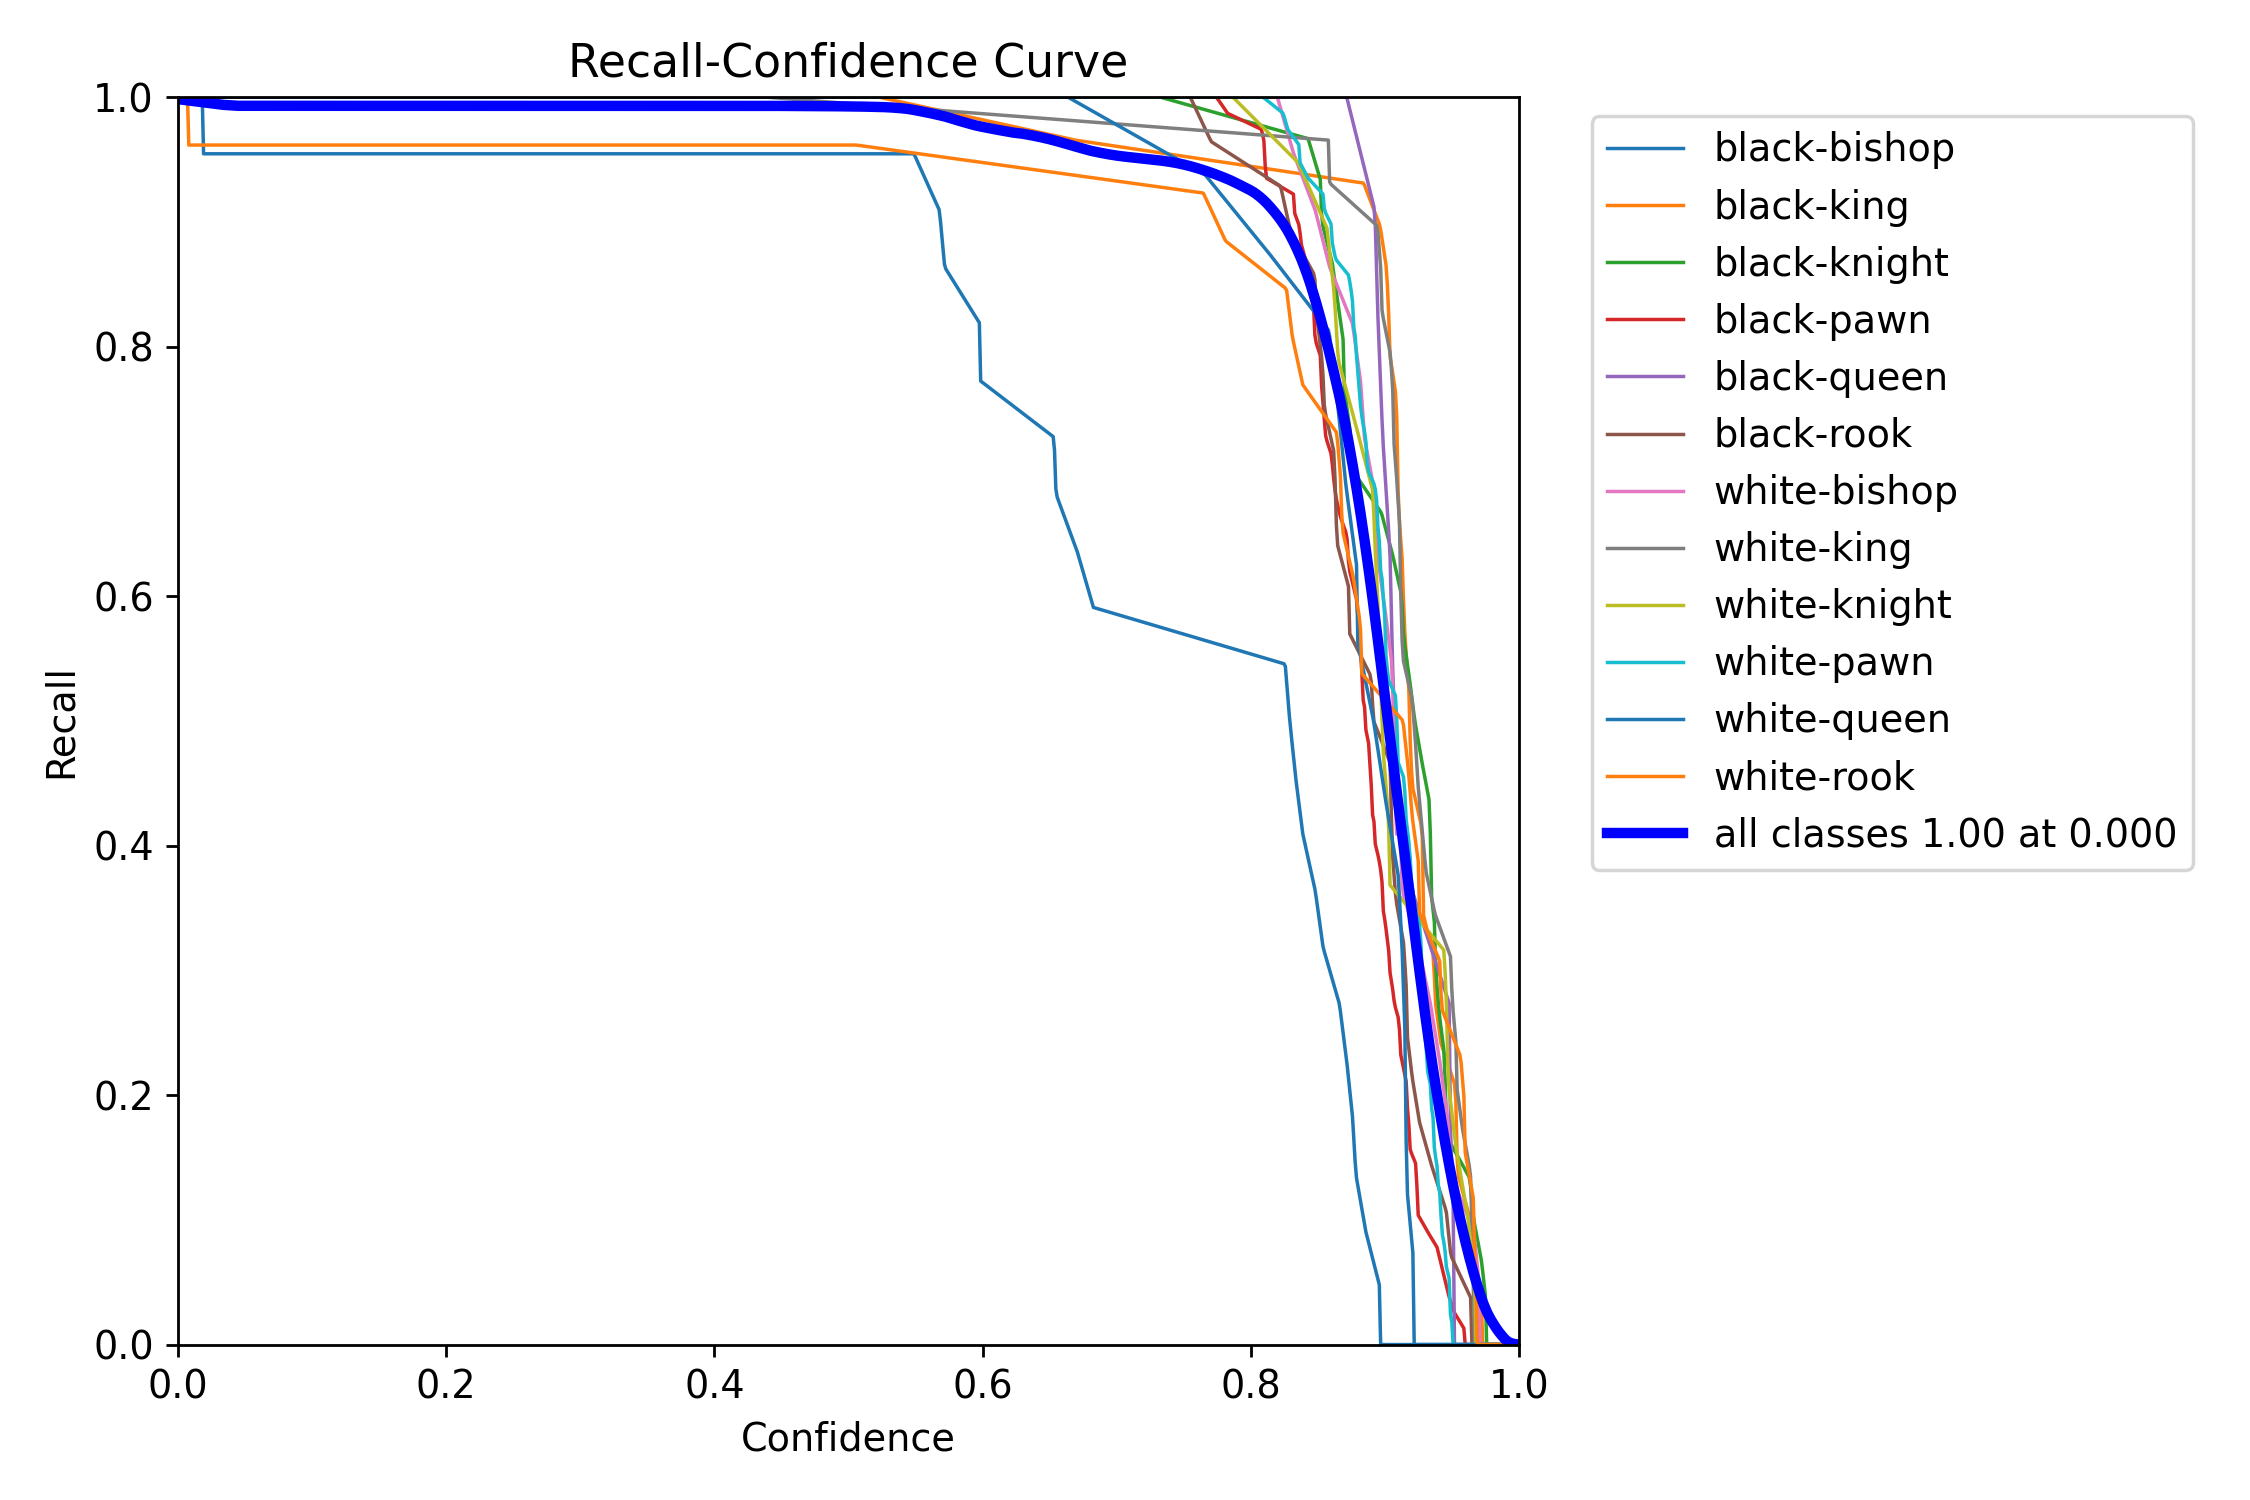 Recall-Confidence Curve
1.0
0.8
0.6
0.4
0.2
0.0
Recall
0.0 0.2 0.4 0.6 0.8 1.0
Confidence
black-bishop
black-king
black-knight
black-pawn
black-queen
black-rook
white-bishop
white-king
white-knight
white-pawn
white-queen
white-rook
all classes 1.00 at 0.000